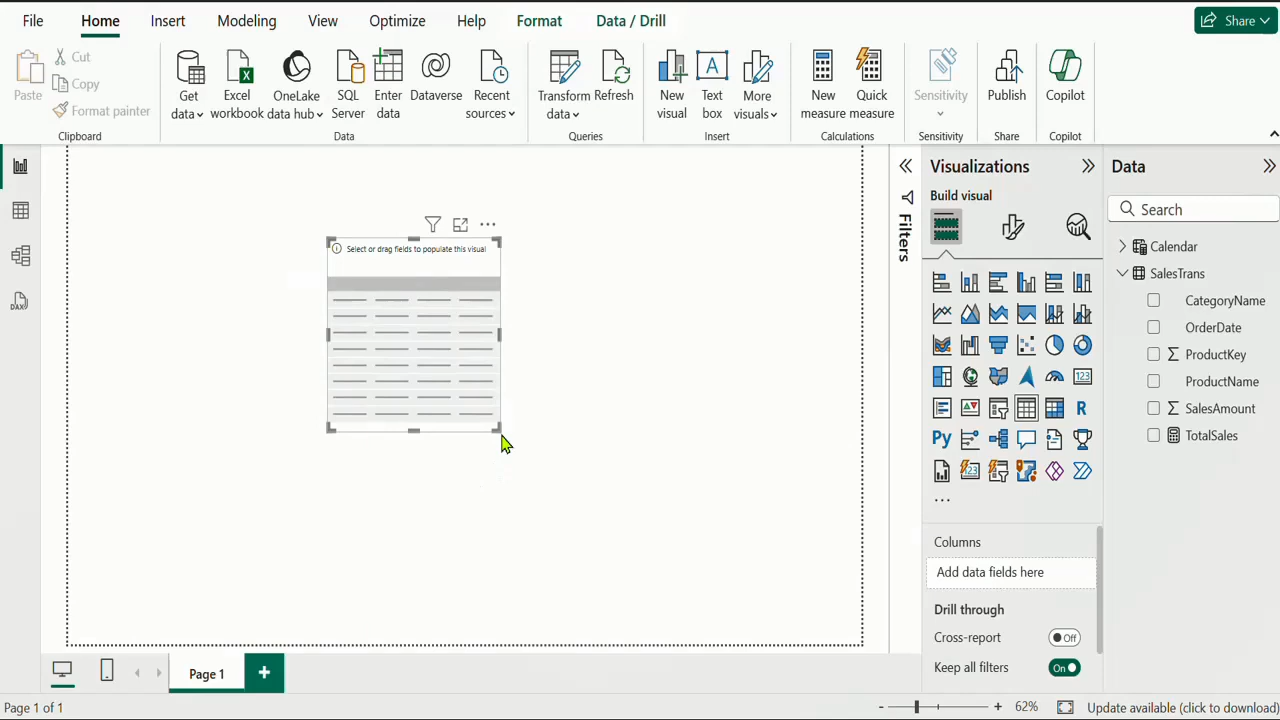 File Home Insert Modeling View Optimize Help Format Data / Drill Share
Paste Cut Copy Format painter
Clipboard
Get data Excel workbook OneLake data hub SQL Server Enter data Dataverse Recent sources
Data
Transform data Refresh
Queries
New visual Text box More visuals
Insert
New measure Quick measure
Calculations
Sensitivity
Sensitivity
Publish
Share
Copilot
Copilot
DAX
Select or drag fields to populate this visual
Filters
Visualizations
Build visual
123
R
Py
123
Columns
Add data fields here
Drill through
Cross-report Off
Keep all filters On
Data
Search
Calendar
SalesTrans
CategoryName
OrderDate
Σ ProductKey
ProductName
Σ SalesAmount
TotalSales
Page 1
Page 1 of 1
- + 62% Update available (click to download)